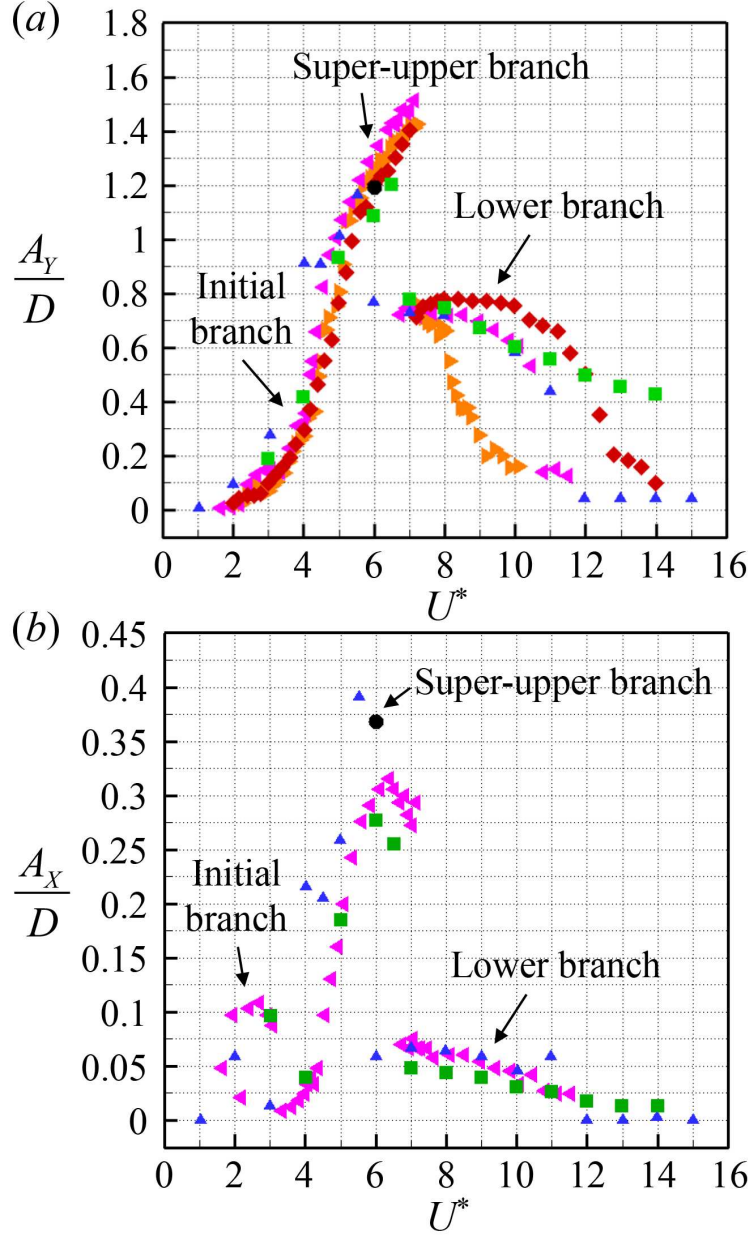 (a)
1.8
1.6
1.4
1.2
1
0.8
0.6
0.4
0.2
0
A_Y
D
Super-upper branch
Lower branch
Initial
branch
0 2 4 6 8 10 12 14 16
U*
(b)
0.45
0.4
0.35
0.3
0.25
0.2
0.15
0.1
0.05
0
A_X
D
Super-upper branch
Initial
branch
Lower branch
0 2 4 6 8 10 12 14 16
U*